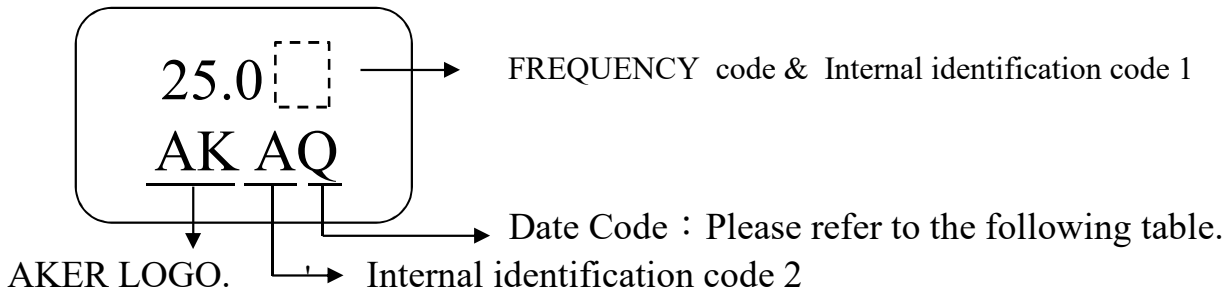 25.0
FREQUENCY code & Internal identification code 1
AK AQ
Date Code：Please refer to the following table.
AKER LOGO.
Internal identification code 2